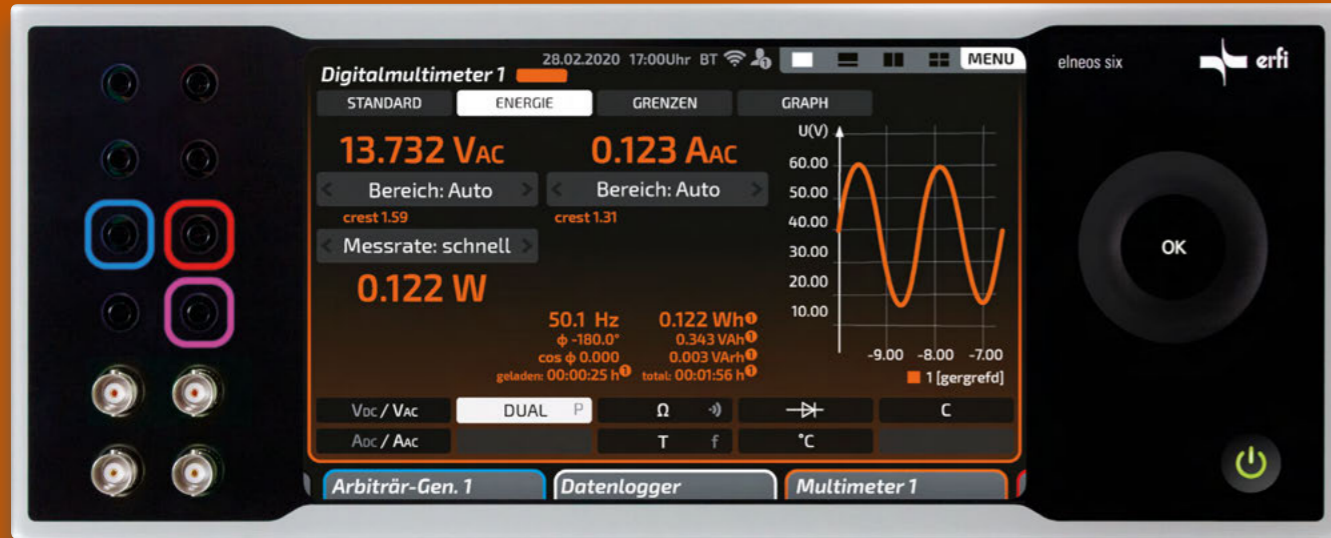 28.02.2020 17:00Uhr BT
MENU
elneos six
erfi
Digitalmultimeter 1
STANDARD ENERGIE GRENZEN GRAPH
13.732 VAC 0.123 AAC
Bereich: Auto Bereich: Auto
crest 1.59 crest 1.31
Messrate: schnell
0.122 W
50.1 Hz 0.122 Wh
ϕ -180.0° 0.343 VAh
cos ϕ 0.000 0.003 VArh
geladen: 00:00:25 h total: 00:01:56 h
U(V)
60.00
50.00
40.00
30.00
20.00
10.00
-9.00 -8.00 -7.00
1 [gergrefd]
OK
VDC / VAC DUAL P Ω C
ADC / AAC T f °C
Arbiträr-Gen. 1 Datenlogger Multimeter 1